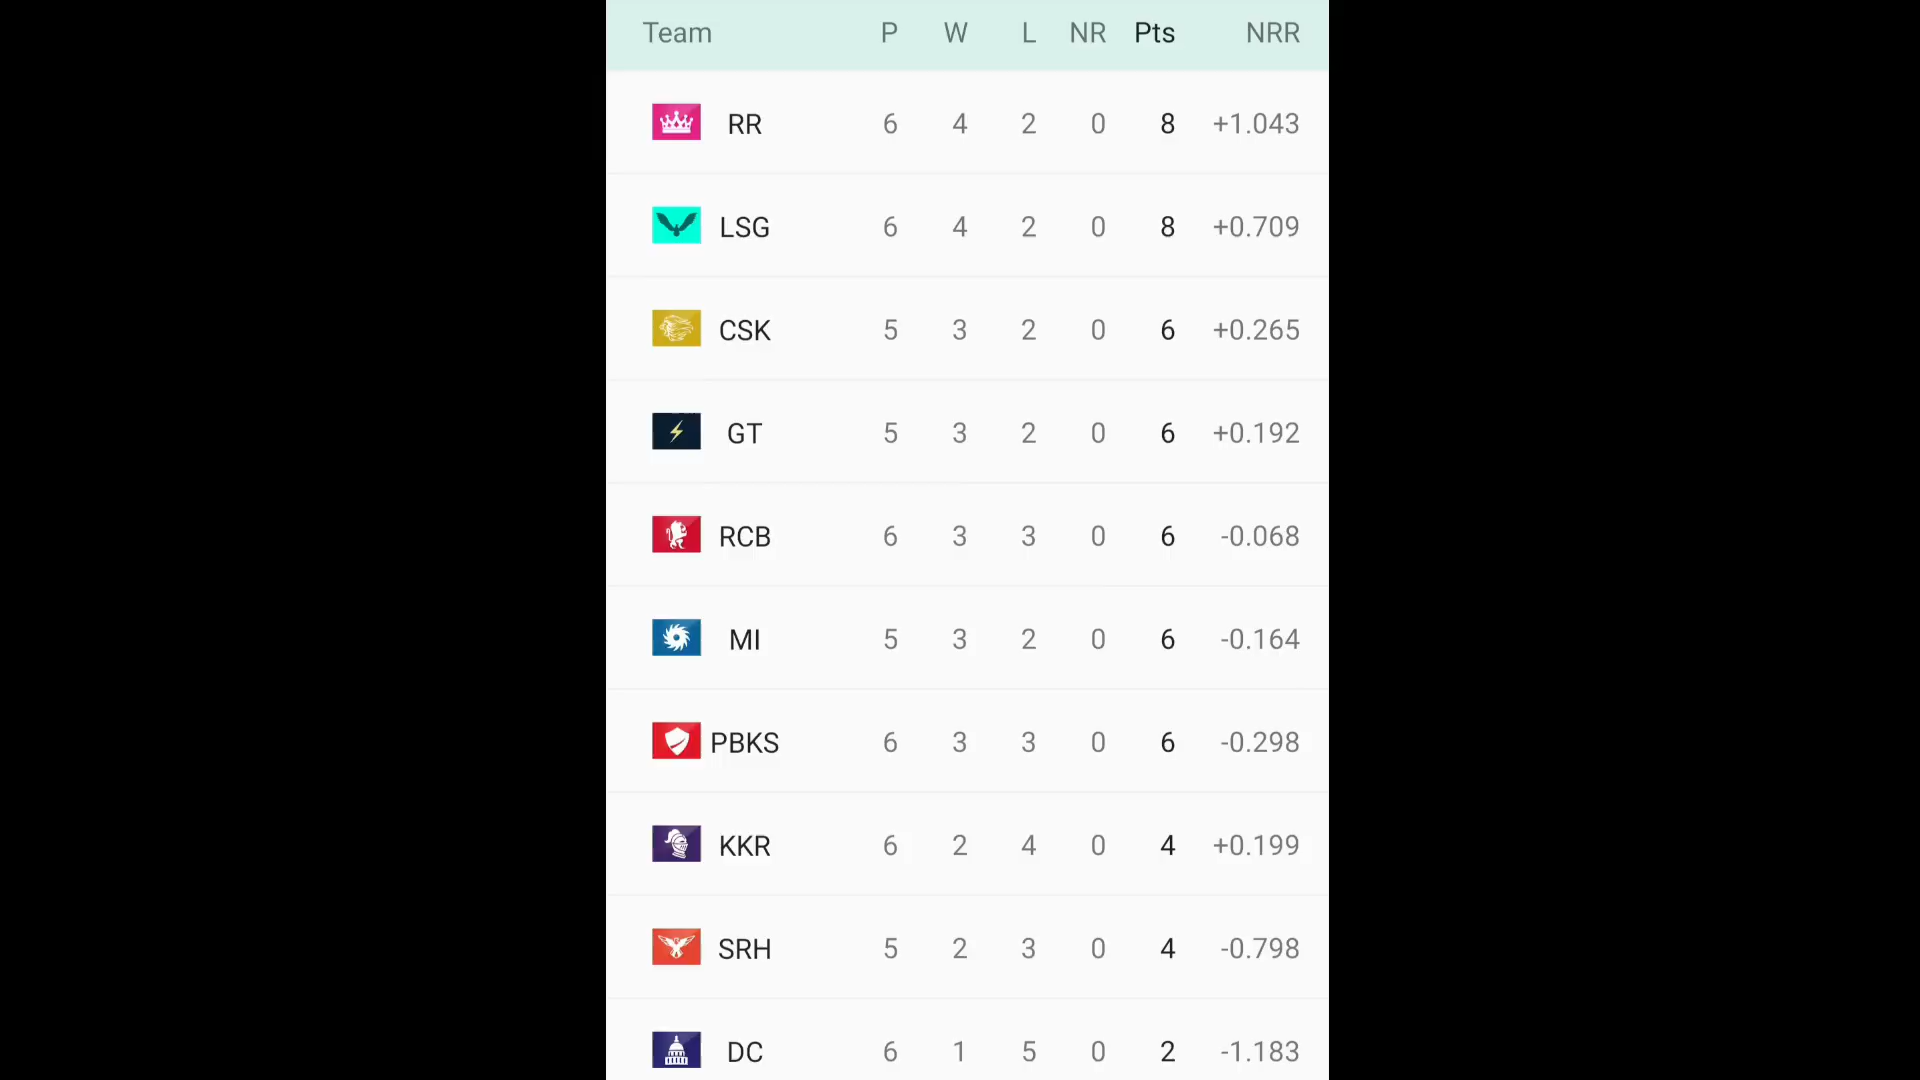 Team P W L NR Pts NRR
RR 6 4 2 0 8 +1.043
LSG 6 4 2 0 8 +0.709
CSK 5 3 2 0 6 +0.265
GT 5 3 2 0 6 +0.192
RCB 6 3 3 0 6 -0.068
MI 5 3 2 0 6 -0.164
PBKS 6 3 3 0 6 -0.298
KKR 6 2 4 0 4 +0.199
SRH 5 2 3 0 4 -0.798
DC 6 1 5 0 2 -1.183